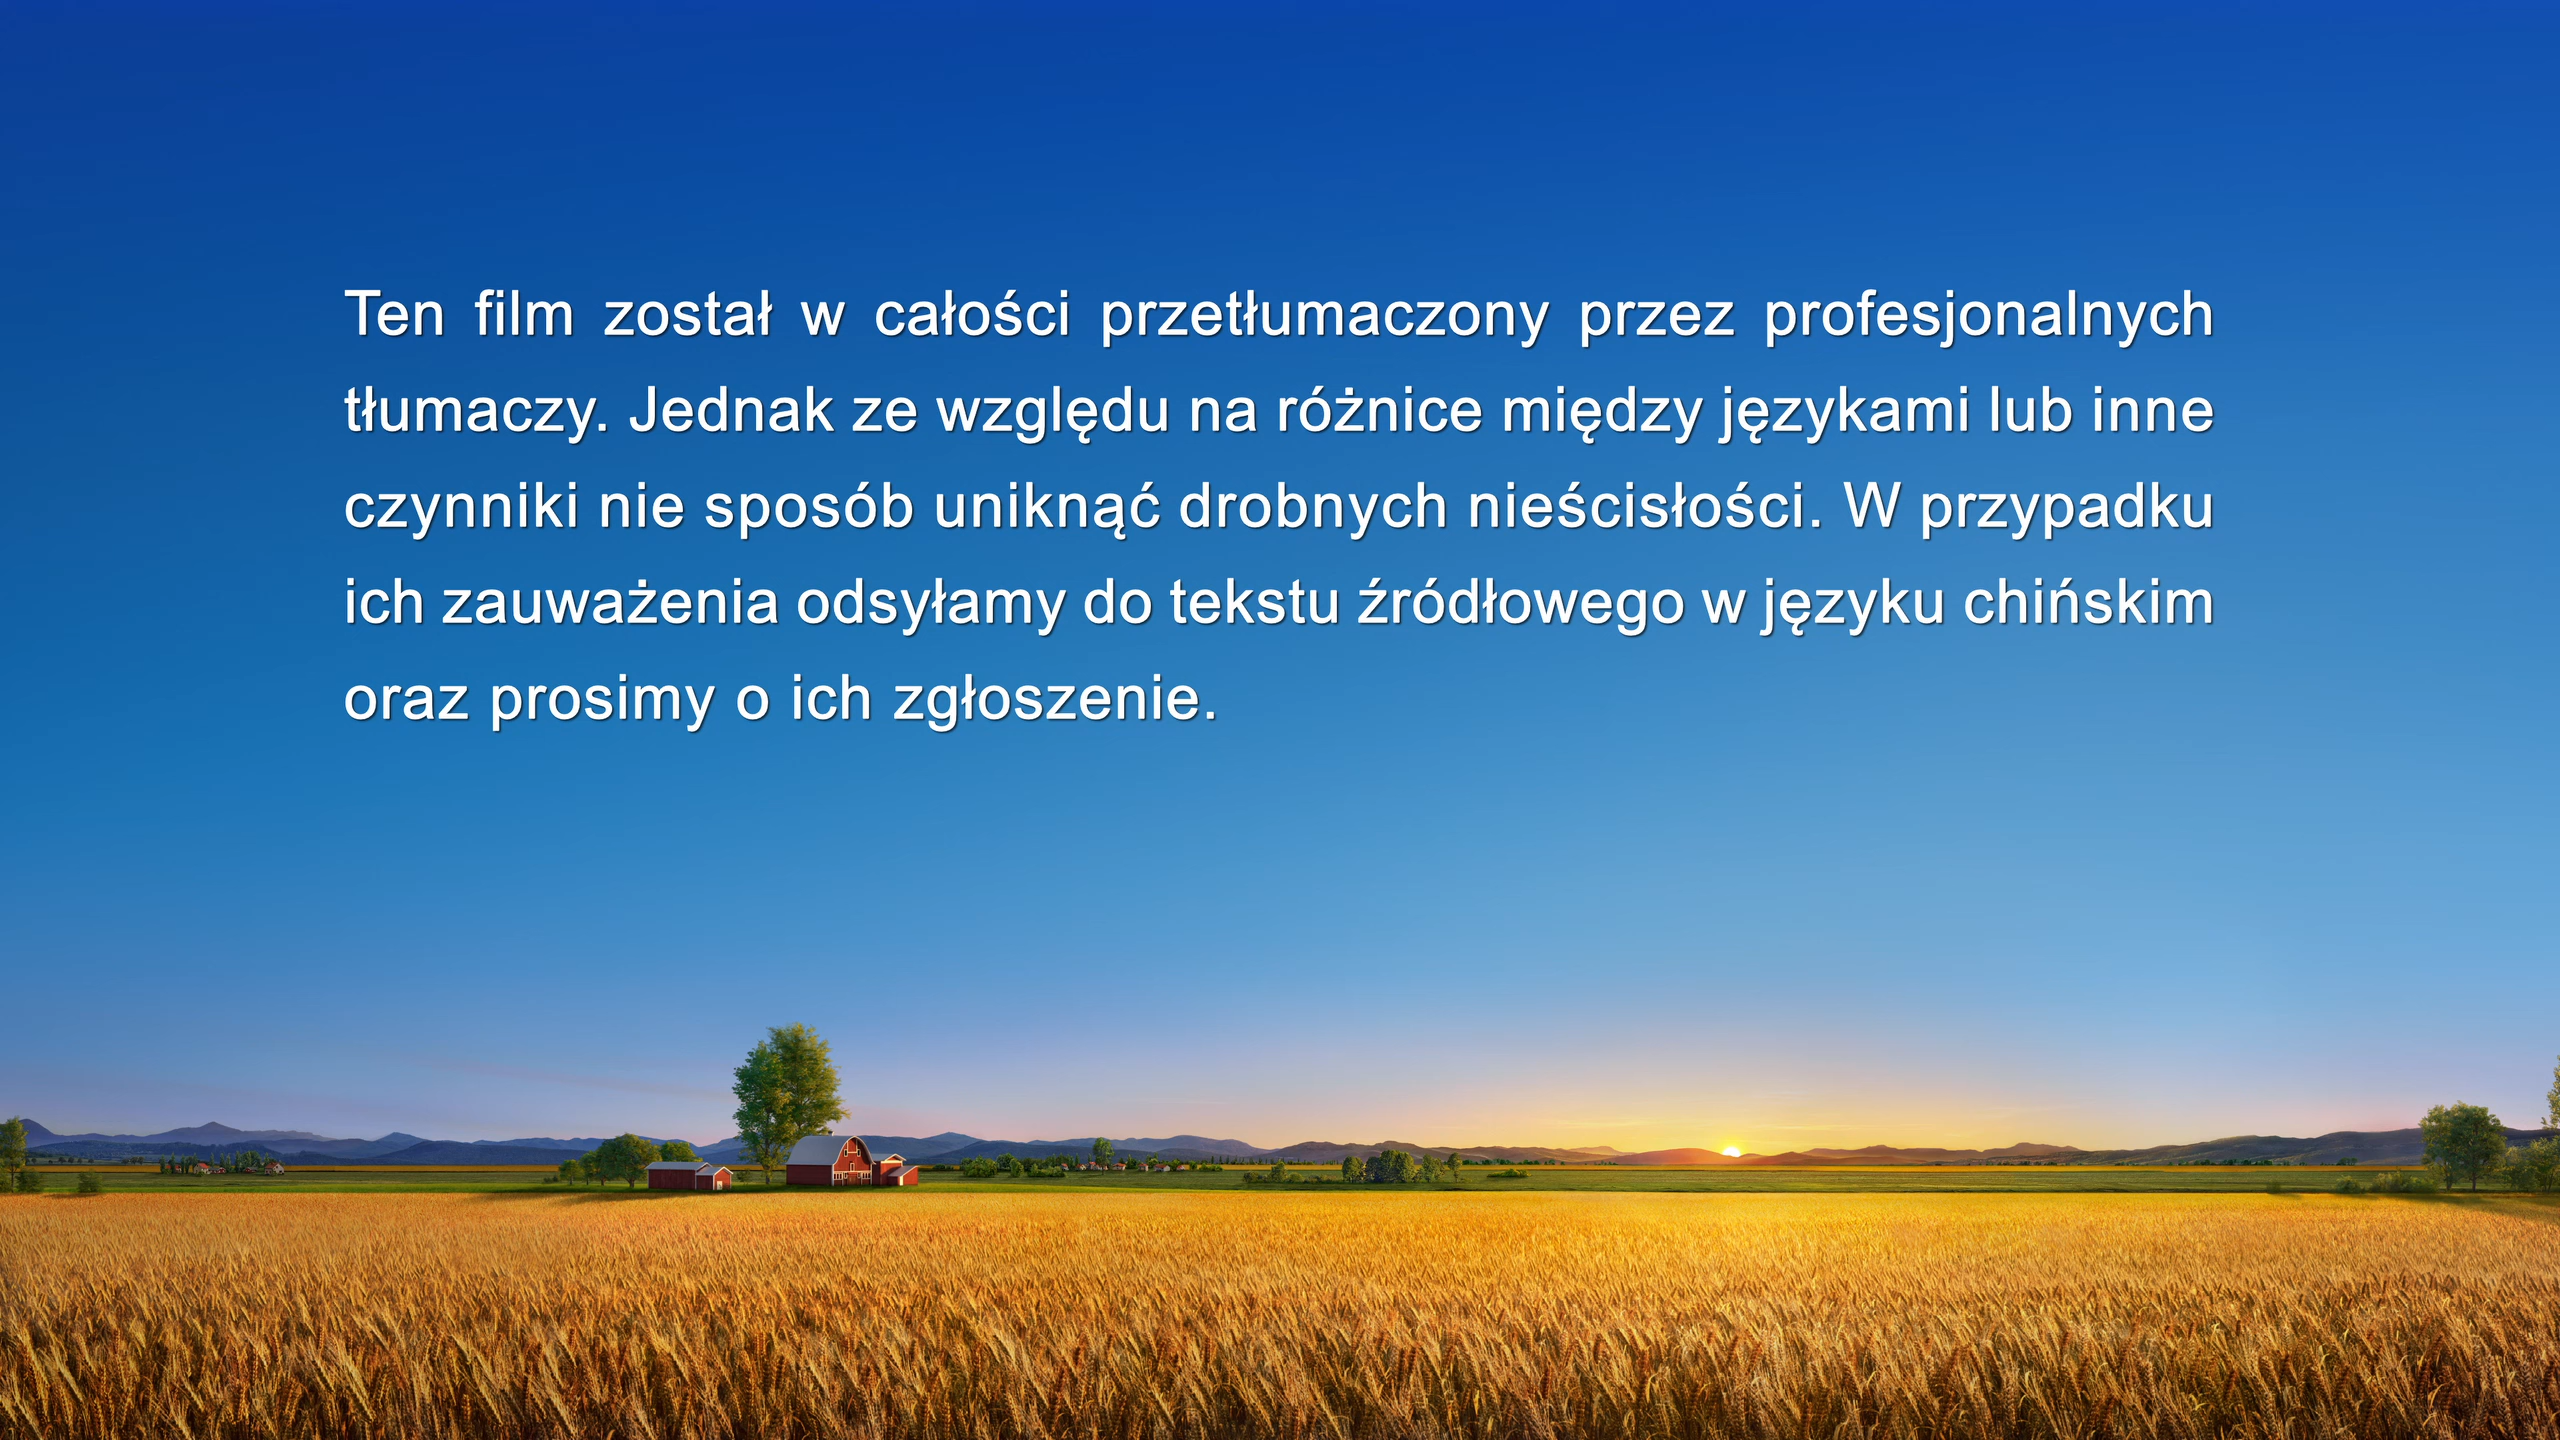 Ten film został w całości przetłumaczony przez profesjonalnych
tłumaczy. Jednak ze względu na różnice między językami lub inne
czynniki nie sposób uniknąć drobnych nieścisłości. W przypadku
ich zauważenia odsyłamy do tekstu źródłowego w języku chińskim
oraz prosimy o ich zgłoszenie.